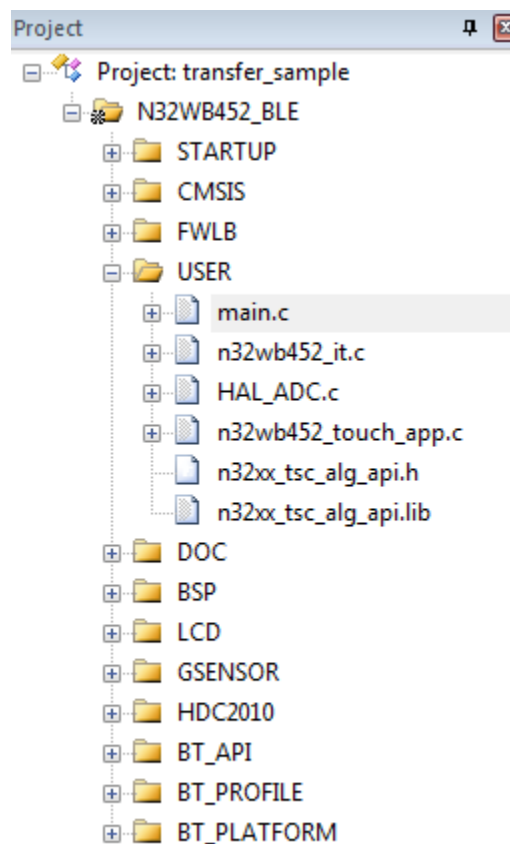 Project
Project: transfer_sample
N32WB452_BLE
STARTUP
CMSIS
FWLB
USER
main.c
n32wb452_it.c
HAL_ADC.c
n32wb452_touch_app.c
n32xx_tsc_alg_api.h
n32xx_tsc_alg_api.lib
DOC
BSP
LCD
GSENSOR
HDC2010
BT_API
BT_PROFILE
BT_PLATFORM